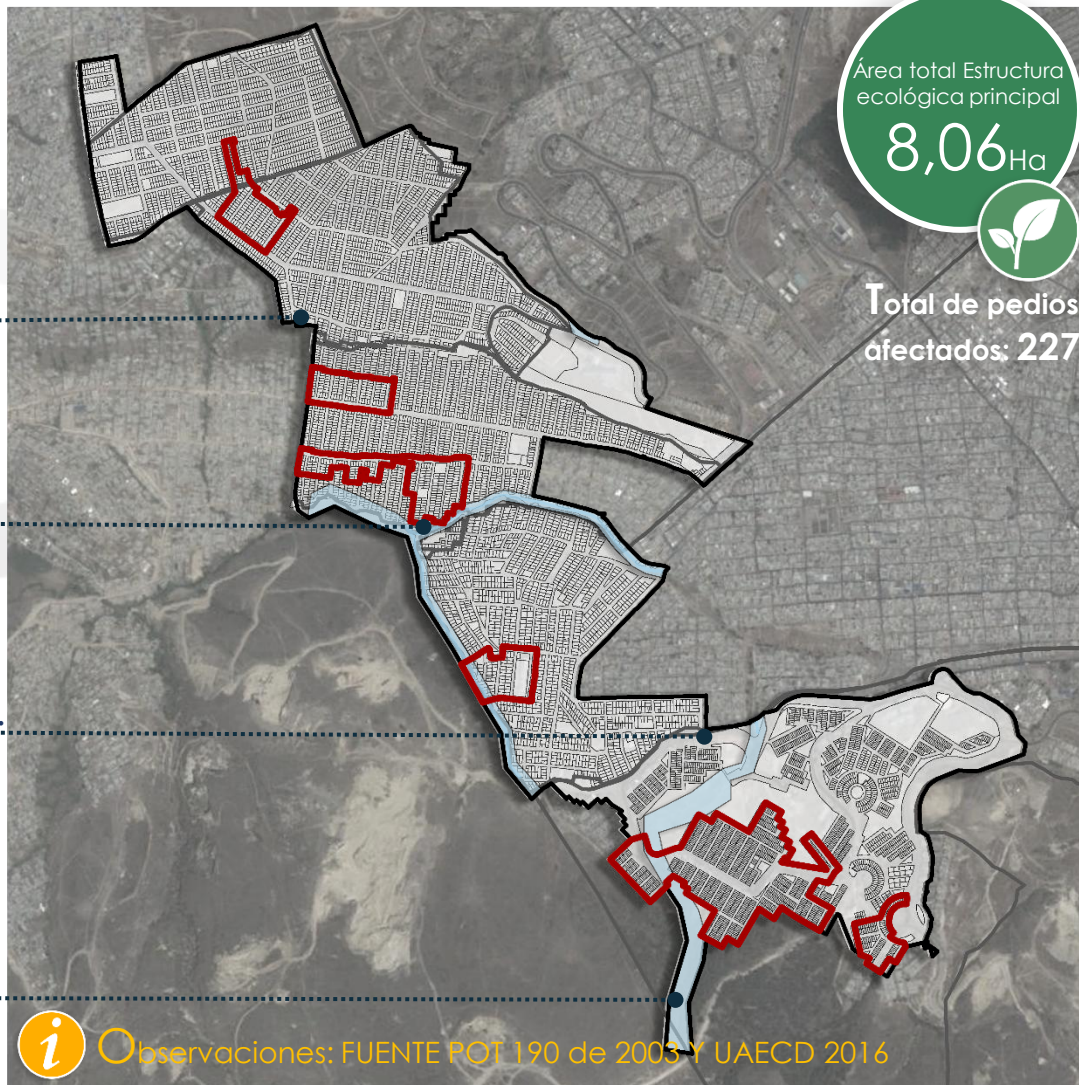 Área total Estructura
ecológica principal
8,06Ha
Total de pedios
afectados: 227
i
Observaciones: FUENTE POT 190 de 2003 Y UAECD 2016